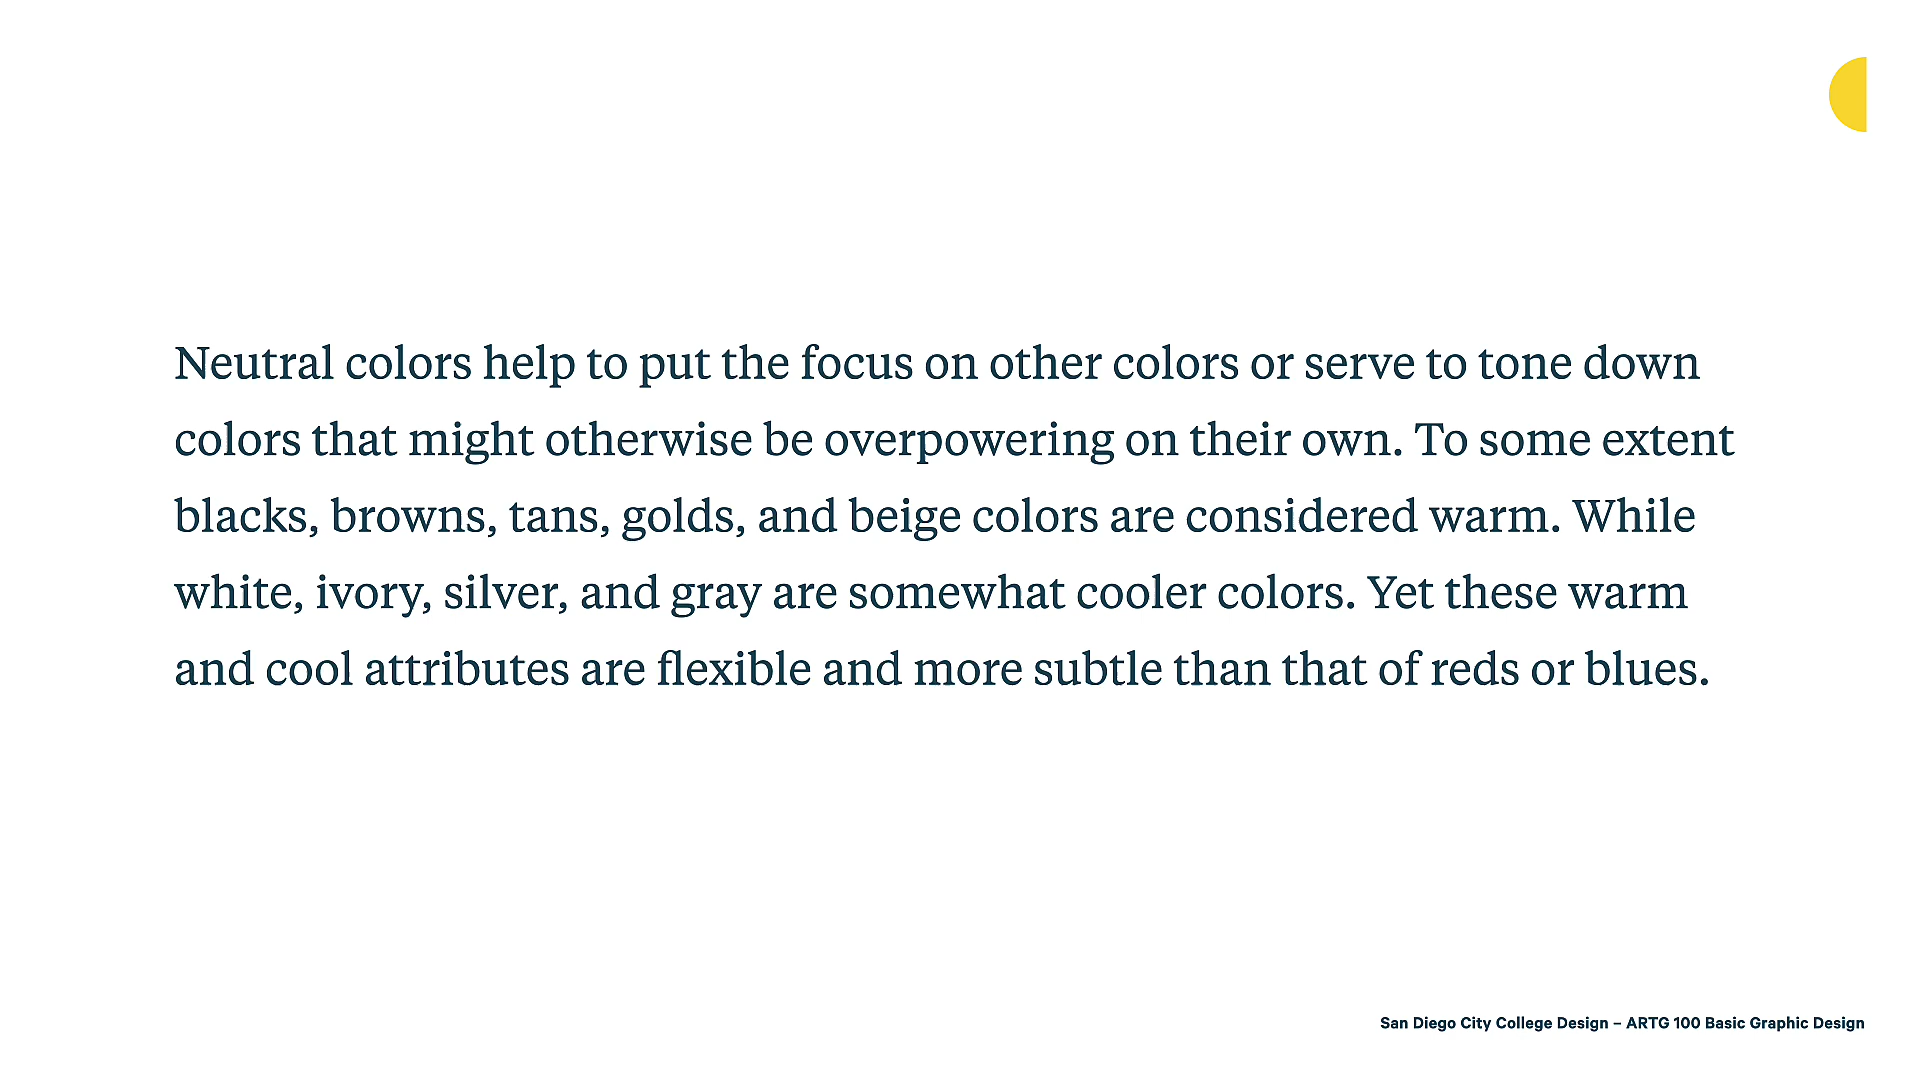 Neutral colors help to put the focus on other colors or serve to tone down
colors that might otherwise be overpowering on their own. To some extent
blacks, browns, tans, golds, and beige colors are considered warm. While
white, ivory, silver, and gray are somewhat cooler colors. Yet these warm
and cool attributes are flexible and more subtle than that of reds or blues.
San Diego City College Design – ARTG 100 Basic Graphic Design